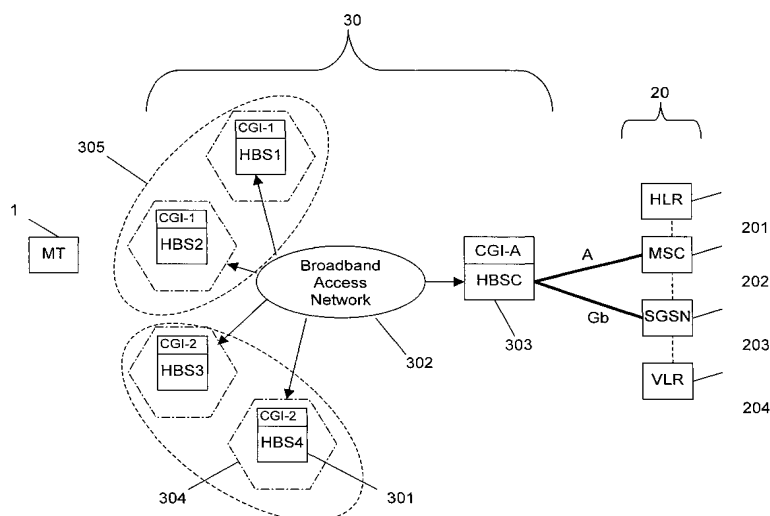 30
20
305
CGI-1
HBS1
1
MT
CGI-1
HBS2
HLR
201
CGI-A
HBSC
303
A
MSC
202
Broadband
Access
Network
302
Gb
SGSN
203
CGI-2
HBS3
VLR
204
CGI-2
HBS4
304
301